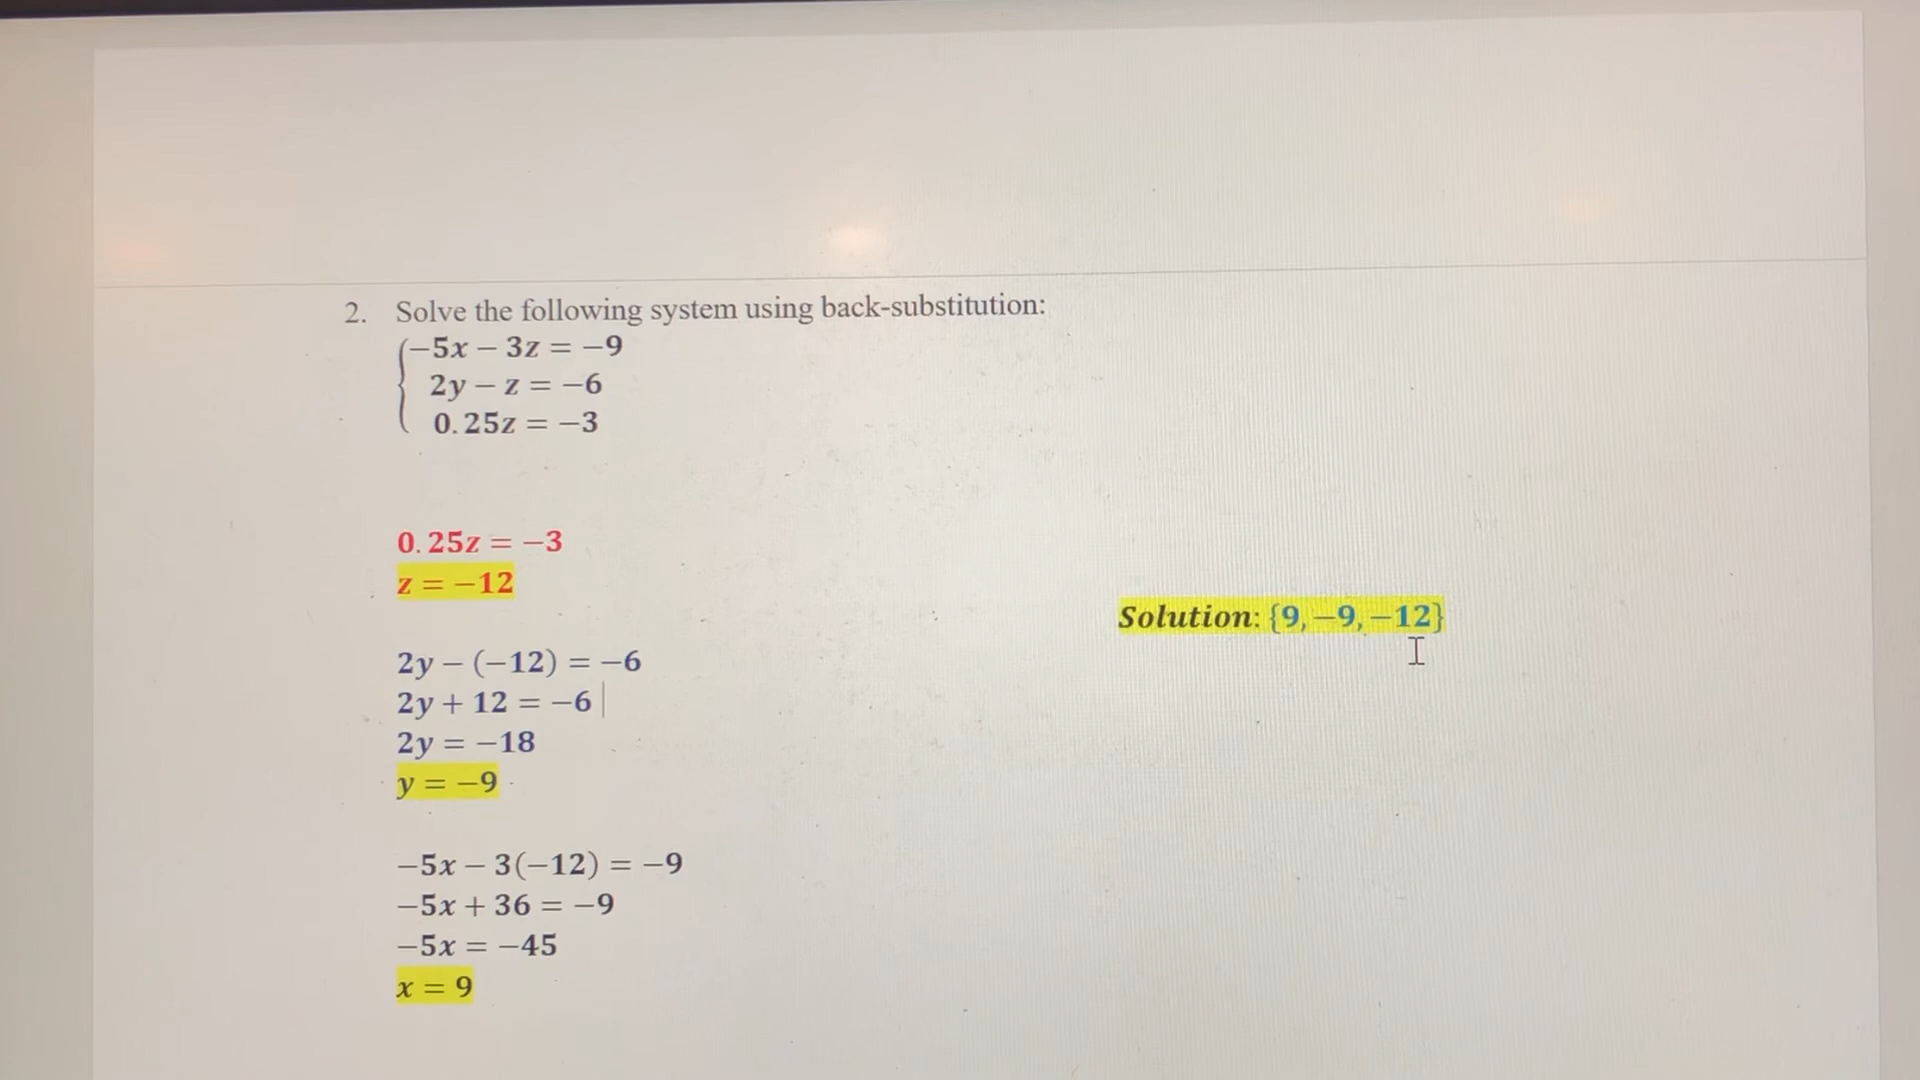 2. Solve the following system using back-substitution:
−5x − 3z = −9
2y − z = −6
0.25z = −3
0.25z = −3
z = −12
Solution: {9, −9, −12}
2y − (−12) = −6
2y + 12 = −6
2y = −18
y = −9
−5x − 3(−12) = −9
−5x + 36 = −9
−5x = −45
x = 9